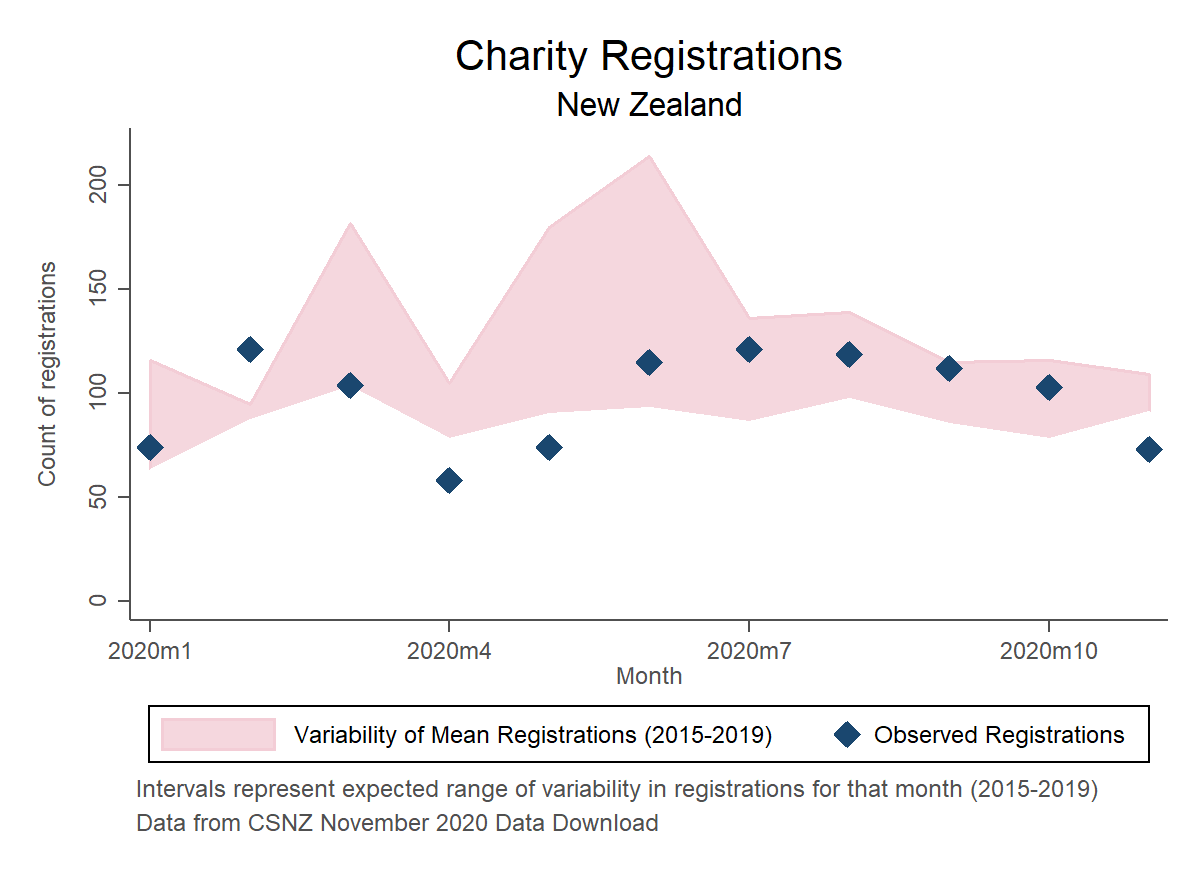 Charity Registrations
New Zealand
Count of registrations
200
150
100
50
0
2020m1 2020m4 2020m7 2020m10
Month
Variability of Mean Registrations (2015-2019) Observed Registrations
Intervals represent expected range of variability in registrations for that month (2015-2019)
Data from CSNZ November 2020 Data Download